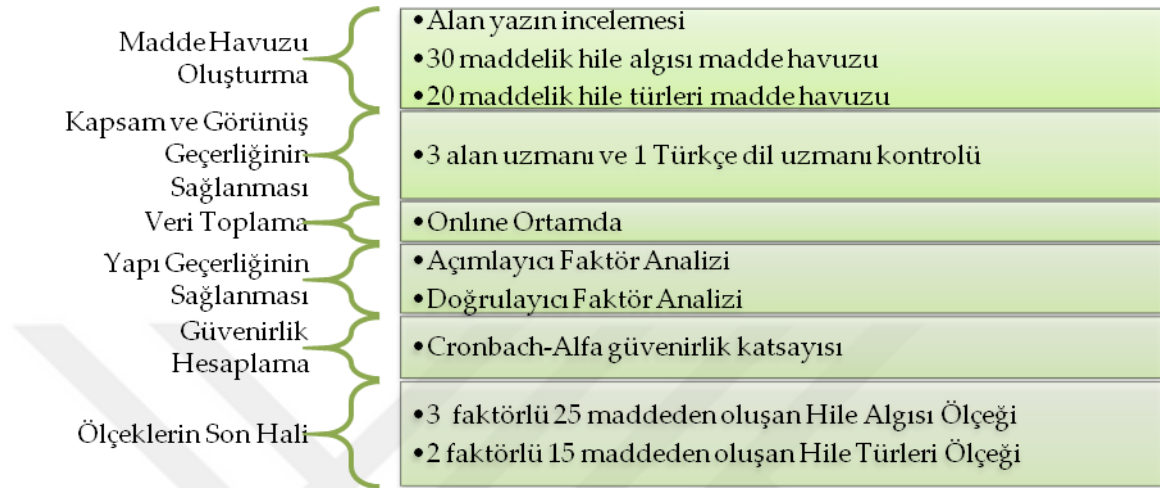 Madde Havuzu
Oluşturma
•Alan yazın incelemesi
•30 maddelik hile algısı madde havuzu
•20 maddelik hile türleri madde havuzu
Kapsam ve Görünüş
Geçerliğinin
Sağlanması
•3 alan uzmanı ve 1 Türkçe dil uzmanı kontrolü
Veri Toplama
•Onlıne Ortamda
Yapı Geçerliğinin
Sağlanması
•Açımlayıcı Faktör Analizi
•Doğrulayıcı Faktör Analizi
Güvenirlik
Hesaplama
•Cronbach-Alfa güvenirlik katsayısı
Ölçeklerin Son Hali
•3 faktörlü 25 maddeden oluşan Hile Algısı Ölçeği
•2 faktörlü 15 maddeden oluşan Hile Türleri Ölçeği